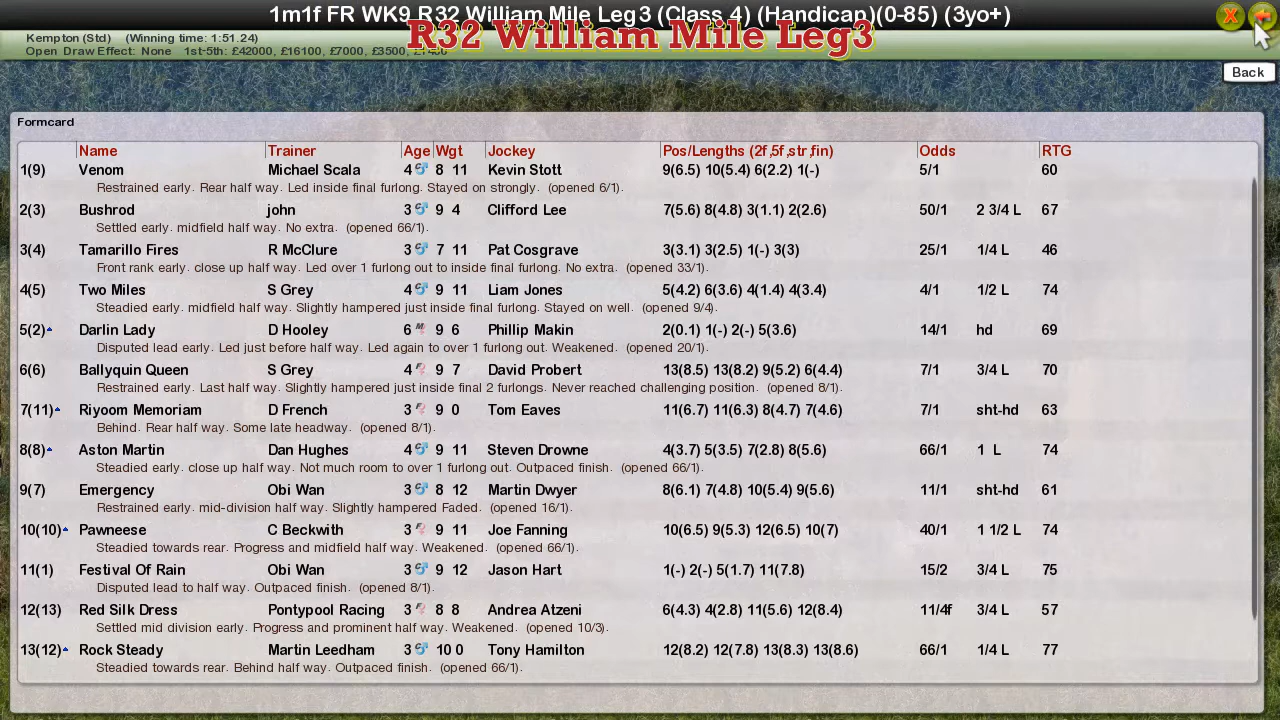 1m1f FR WK9 R32 William Mile Leg3 (Class 4) (Handicap)(0-85) (3yo+)
R32 William Mile Leg3
Kempton (Std) (Winning time: 1:51.24)
Open Draw Effect: None 1st-5th: £42000, £16100, £7000, £3500, £1400
Back
Formcard
Name Trainer Age Wgt Jockey Pos/Lengths (2f,5f,str,fin) Odds RTG
1(9) Venom Michael Scala 4 8 11 Kevin Stott 9(6.5) 10(5.4) 6(2.2) 1(-) 5/1 60
Restrained early. Rear half way. Led inside final furlong. Stayed on strongly. (opened 6/1).
2(3) Bushrod john 3 9 4 Clifford Lee 7(5.6) 8(4.8) 3(1.1) 2(2.6) 50/1 2 3/4 L 67
Settled early. midfield half way. No extra. (opened 66/1).
3(4) Tamarillo Fires R McClure 3 7 11 Pat Cosgrave 3(3.1) 3(2.5) 1(-) 3(3) 25/1 1/4 L 46
Front rank early. close up half way. Led over 1 furlong out to inside final furlong. No extra. (opened 33/1).
4(5) Two Miles S Grey 4 9 11 Liam Jones 5(4.2) 6(3.6) 4(1.4) 4(3.4) 4/1 1/2 L 74
Steadied early. midfield half way. Slightly hampered just inside final furlong. Stayed on well. (opened 9/4).
5(2) Darlin Lady D Hooley 6 9 6 Phillip Makin 2(0.1) 1(-) 2(-) 5(3.6) 14/1 hd 69
Disputed lead early. Led just before half way. Led again to over 1 furlong out. Weakened. (opened 20/1).
6(6) Ballyquin Queen S Grey 4 9 7 David Probert 13(8.5) 13(8.2) 9(5.2) 6(4.4) 7/1 3/4 L 70
Restrained early. Last half way. Slightly hampered just inside final 2 furlongs. Never reached challenging position. (opened 8/1).
7(11) Riyoom Memoriam D French 3 9 0 Tom Eaves 11(6.7) 11(6.3) 8(4.7) 7(4.6) 7/1 sht-hd 63
Behind. Rear half way. Some late headway. (opened 8/1).
8(8) Aston Martin Dan Hughes 4 9 11 Steven Drowne 4(3.7) 5(3.5) 7(2.8) 8(5.6) 66/1 1 L 74
Steadied early. close up half way. Not much room to over 1 furlong out. Outpaced finish. (opened 66/1).
9(7) Emergency Obi Wan 3 8 12 Martin Dwyer 8(6.1) 7(4.8) 10(5.4) 9(5.6) 11/1 sht-hd 61
Restrained early. mid-division half way. Slightly hampered Faded. (opened 16/1).
10(10) Pawneese C Beckwith 3 9 11 Joe Fanning 10(6.5) 9(5.3) 12(6.5) 10(7) 40/1 1 1/2 L 74
Steadied towards rear. Progress and midfield half way. Weakened. (opened 66/1).
11(1) Festival Of Rain Obi Wan 3 9 12 Jason Hart 1(-) 2(-) 5(1.7) 11(7.8) 15/2 3/4 L 75
Disputed lead to half way. Outpaced finish. (opened 8/1).
12(13) Red Silk Dress Pontypool Racing 3 8 8 Andrea Atzeni 6(4.3) 4(2.8) 11(5.6) 12(8.4) 11/4f 3/4 L 57
Settled mid division early. Progress and prominent half way. Weakened. (opened 10/3).
13(12) Rock Steady Martin Leedham 3 10 0 Tony Hamilton 12(8.2) 12(7.8) 13(8.3) 13(8.6) 66/1 1/4 L 77
Steadied towards rear. Behind half way. Outpaced finish. (opened 66/1).